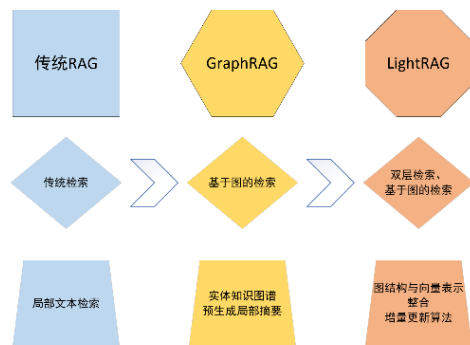 传统RAG
GraphRAG
LightRAG
传统检索
基于图的检索
双层检索、
基于图的检索
局部文本检索
实体知识图谱
预生成局部摘要
图结构与向量表示
整合
增量更新算法